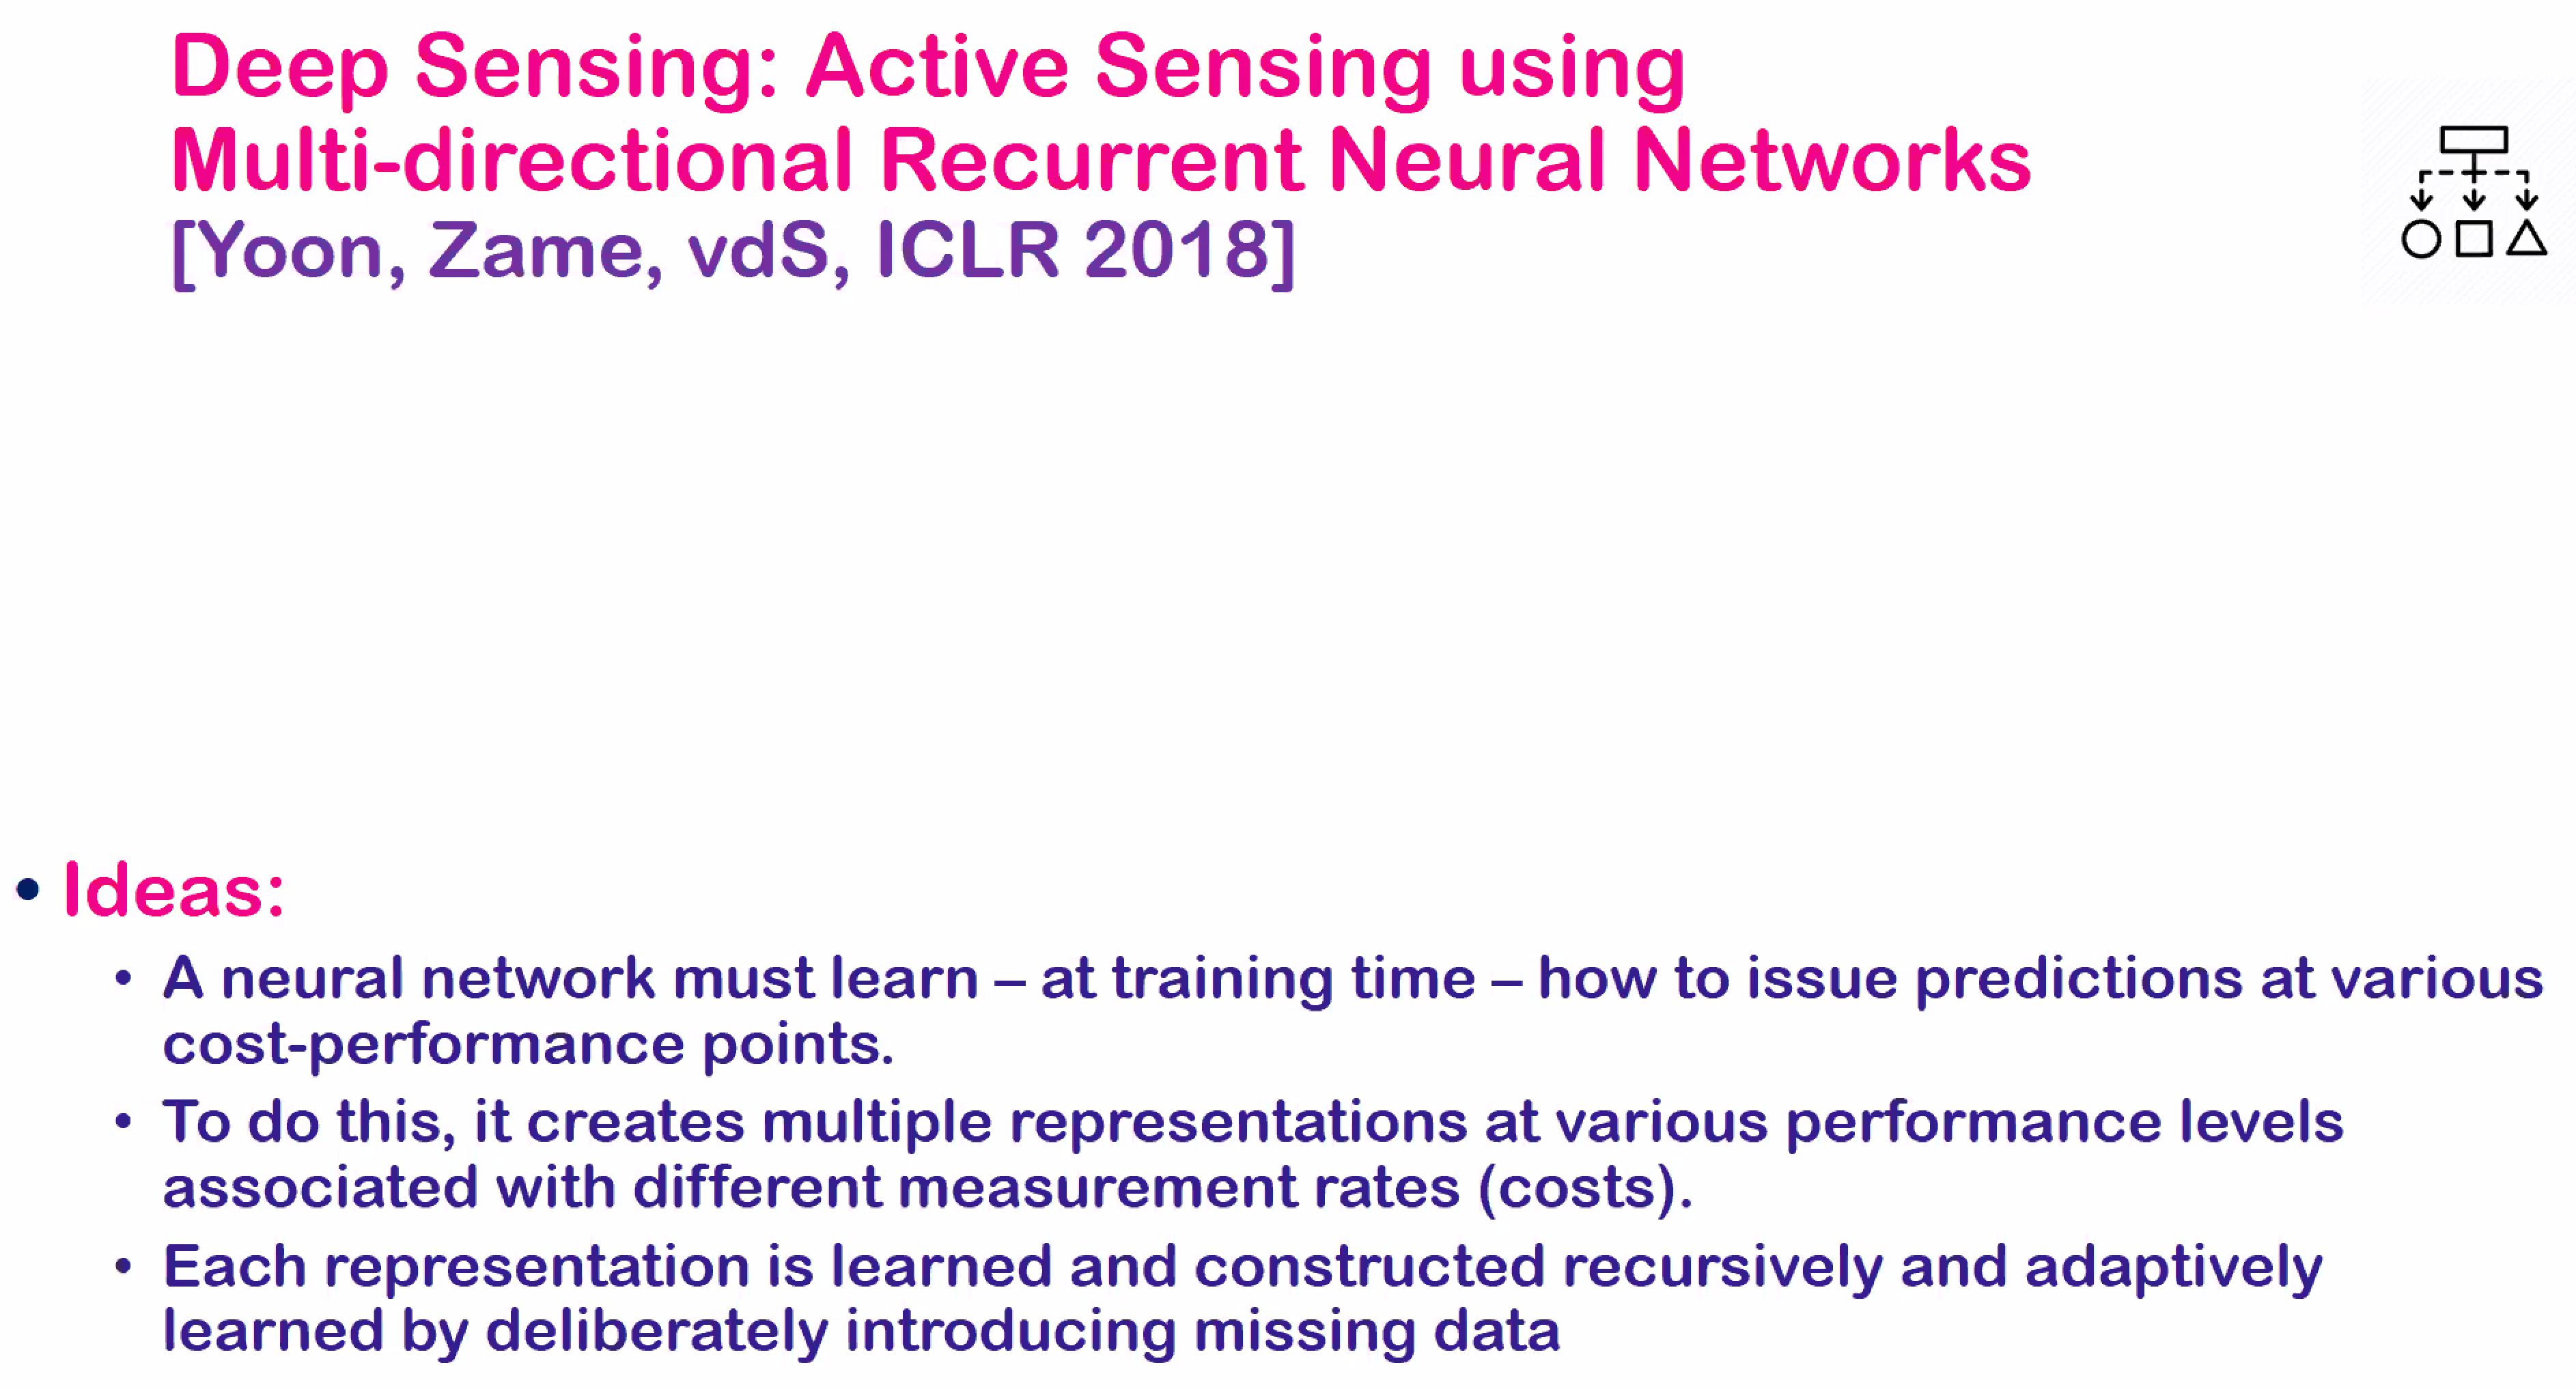 Deep Sensing: Active Sensing using
Multi-directional Recurrent Neural Networks
[Yoon, Zame, vdS, ICLR 2018]
• Ideas:
• A neural network must learn – at training time – how to issue predictions at various
cost-performance points.
• To do this, it creates multiple representations at various performance levels
associated with different measurement rates (costs).
• Each representation is learned and constructed recursively and adaptively
learned by deliberately introducing missing data